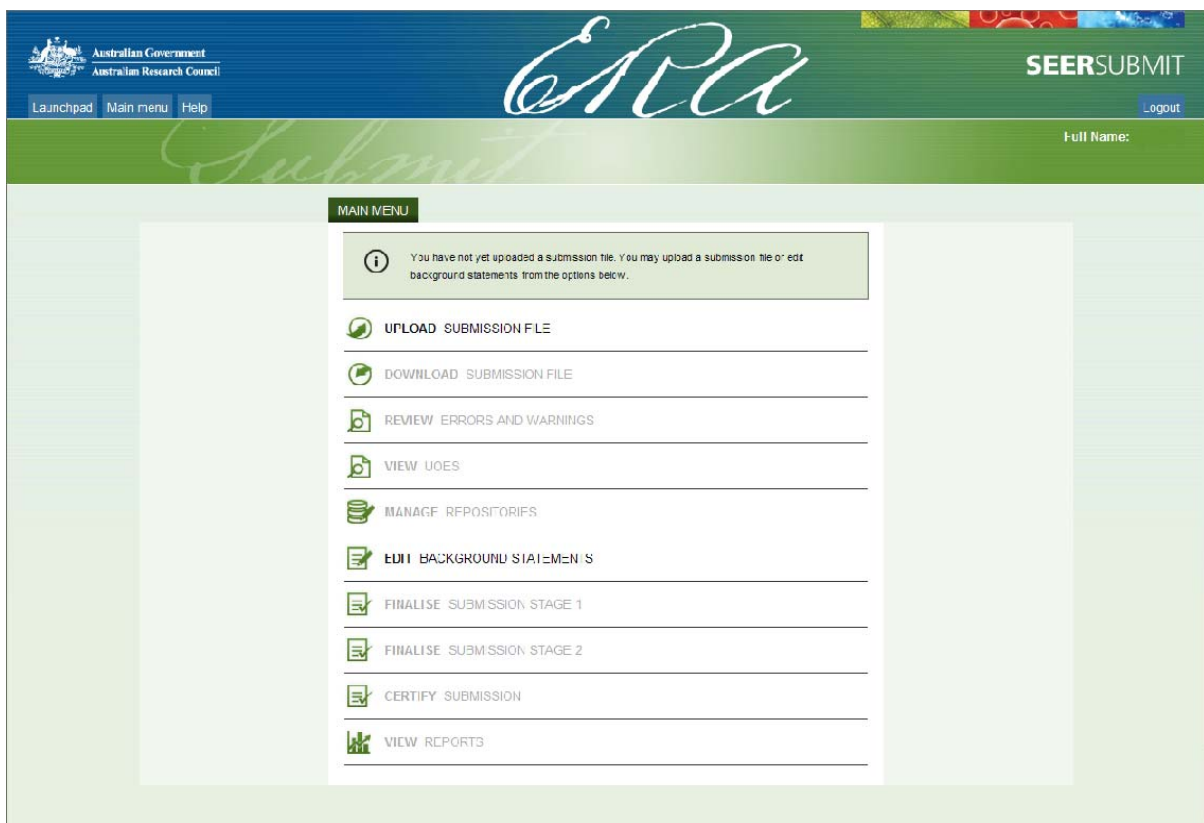 Australian Government
Australian Research Council
ERA
SEERSUBMIT
Launchpad Main menu Help
Logout
Submit
Full Name:
MAIN MENU
You have not yet uploaded a submission file. You may upload a submission file or edit
background statements from the options below.
UPLOAD SUBMISSION FILE
DOWNLOAD SUBMISSION FILE
REVIEW ERRORS AND WARNINGS
VIEW UOES
MANAGE REPOSITORIES
EDIT BACKGROUND STATEMENTS
FINALISE SUBMISSION STAGE 1
FINALISE SUBMISSION STAGE 2
CERTIFY SUBMISSION
VIEW REPORTS